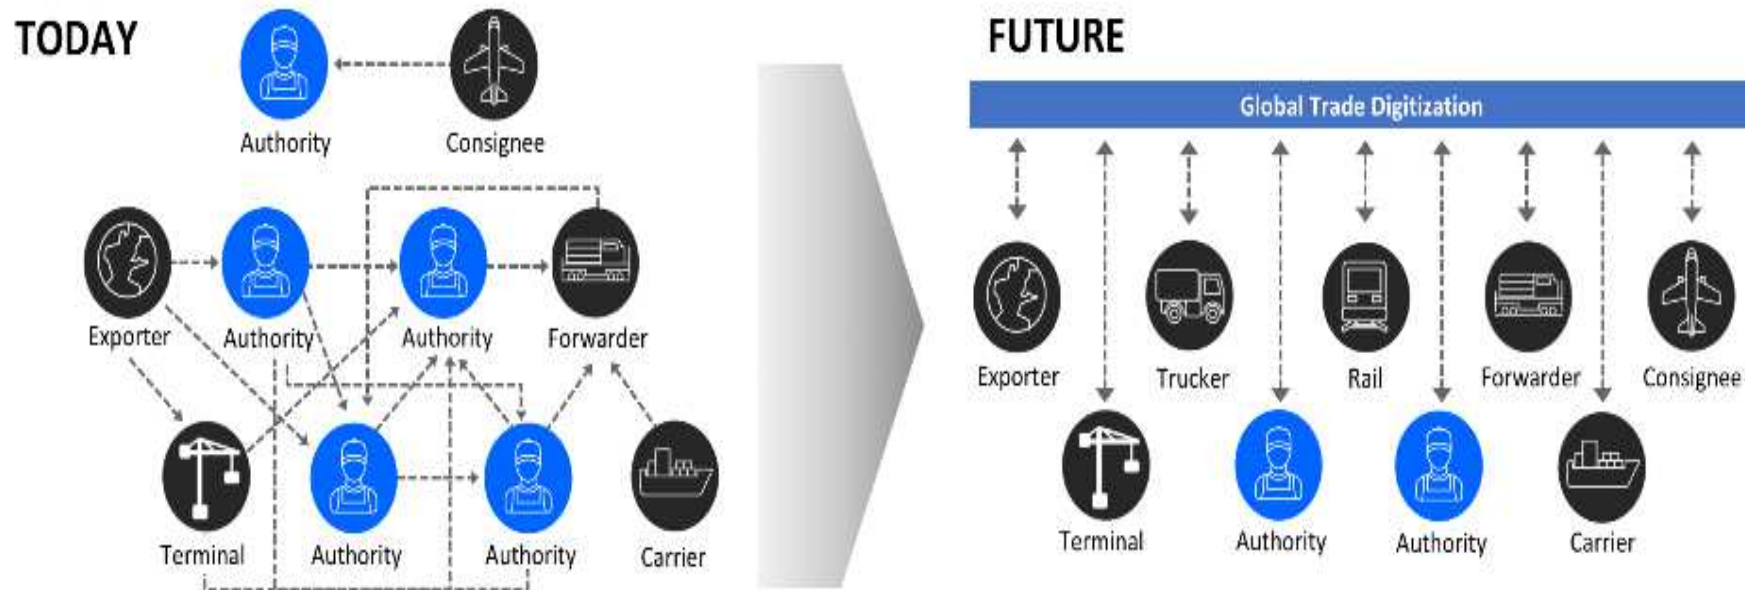 TODAY
Authority
Consignee
Exporter
Authority
Authority
Forwarder
Terminal
Authority
Authority
Carrier
FUTURE
Global Trade Digitization
Exporter
Trucker
Rail
Forwarder
Consignee
Terminal
Authority
Authority
Carrier